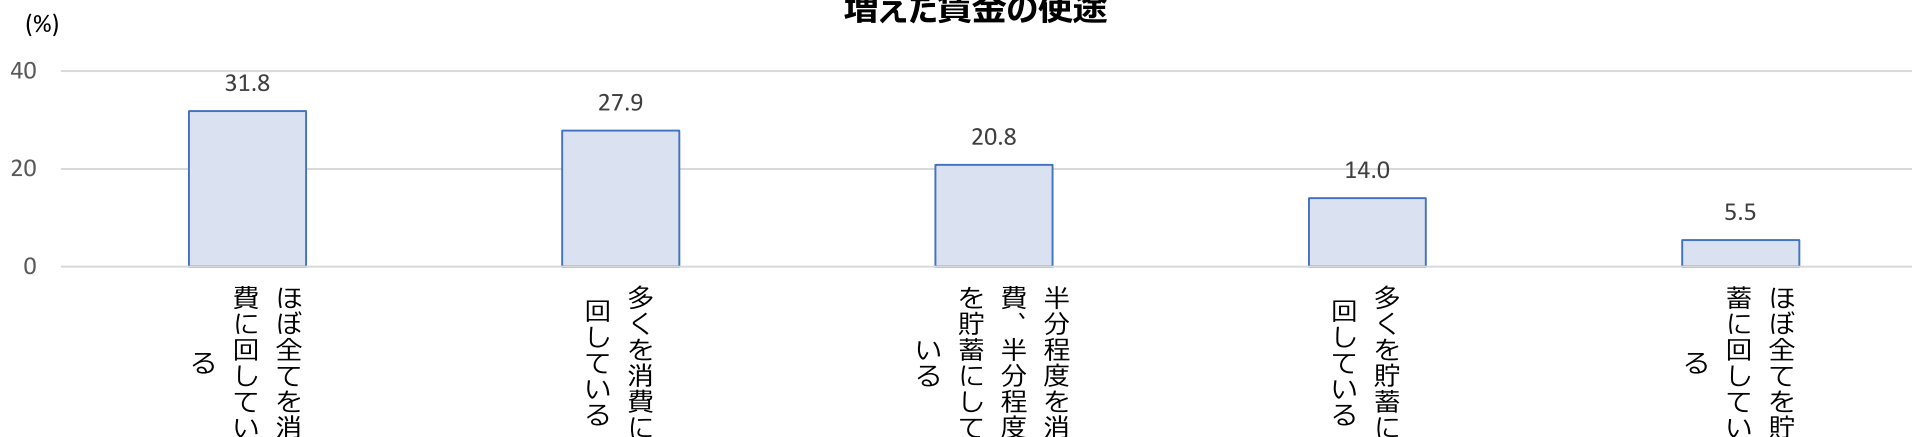 増えた賃金の使途
(%)
40
20
0
31.8
27.9
20.8
14.0
5.5
ほぼ全てを消
費に回してい
る
多くを消費に
回している
半分程度を消
費、半分程度
を貯蓄にして
いる
多くを貯蓄に
回している
ほぼ全てを貯
蓄に回してい
る